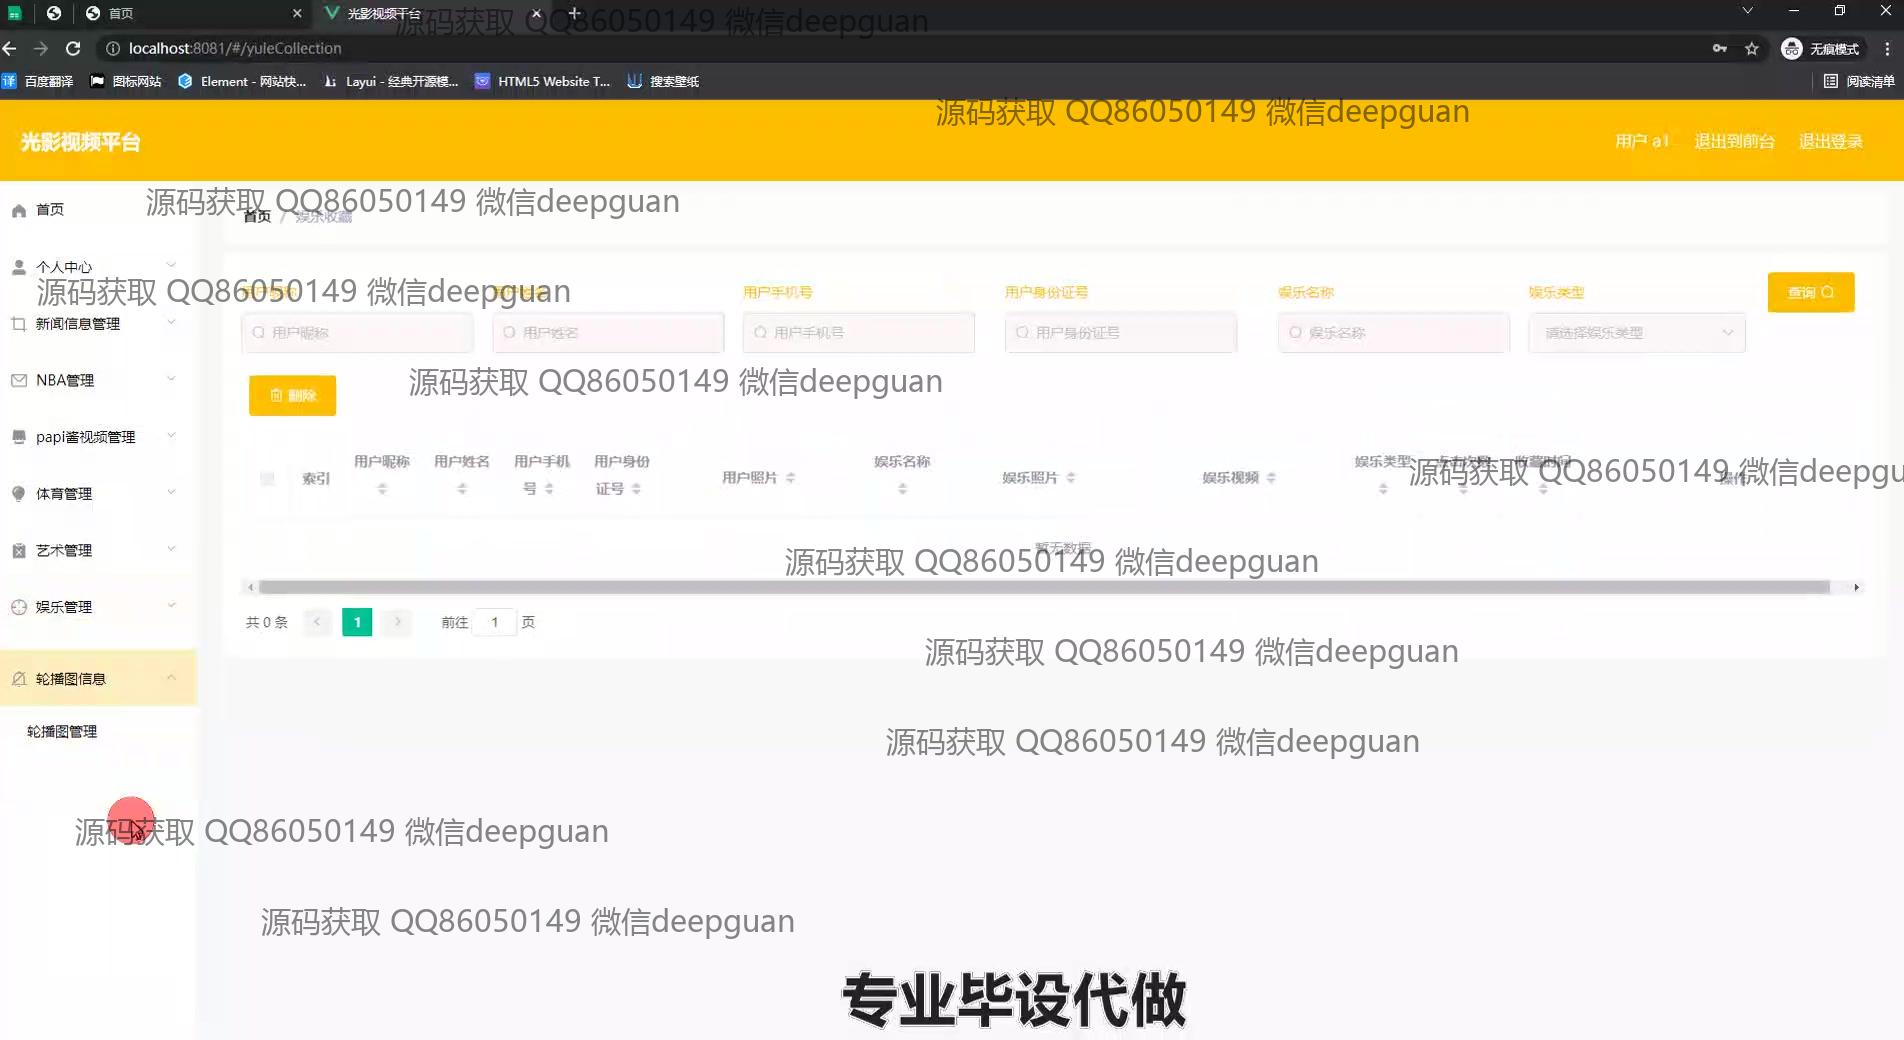 首页
光影视频平台
源码获取 QQ86050149 微信deepguan
localhost:8081/#/yuleCollection
无痕模式
百度翻译
图标网站
Element - 网站快...
Layui - 经典开源模...
HTML5 Website T...
搜索壁纸
阅读清单
源码获取 QQ86050149 微信deepguan
光影视频平台
用户 a1
退出到前台
退出登录
首页
源码获取 QQ86050149 微信deepguan
首页 / 娱乐收藏
个人中心
源码获取 QQ86050149 微信deepguan
用户手机号
用户身份证号
娱乐名称
娱乐类型
查询
新闻信息管理
用户昵称
用户姓名
用户手机号
用户身份证号
娱乐名称
请选择娱乐类型
NBA管理
源码获取 QQ86050149 微信deepguan
删除
papi酱视频管理
索引
用户昵称
用户姓名
用户手机号
用户身份证号
用户照片
娱乐名称
娱乐照片
娱乐视频
娱乐类型
点击次数
收藏时间
操作
源码获取 QQ86050149 微信deepgu
体育管理
艺术管理
暂无数据
源码获取 QQ86050149 微信deepguan
娱乐管理
共 0 条
1
前往 1 页
源码获取 QQ86050149 微信deepguan
轮播图信息
轮播图管理
源码获取 QQ86050149 微信deepguan
源码获取 QQ86050149 微信deepguan
源码获取 QQ86050149 微信deepguan
专业毕设代做